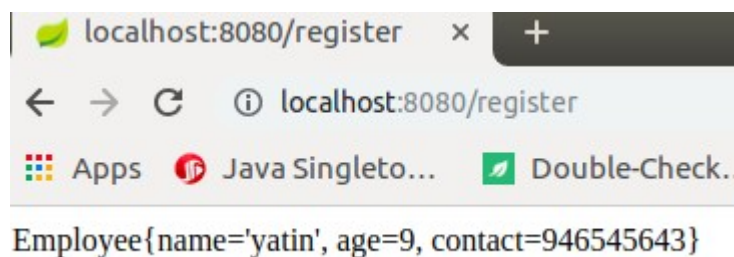 localhost:8080/register × +
localhost:8080/register
Apps Java Singleto... Double-Check..
Employee{name='yatin', age=9, contact=946545643}